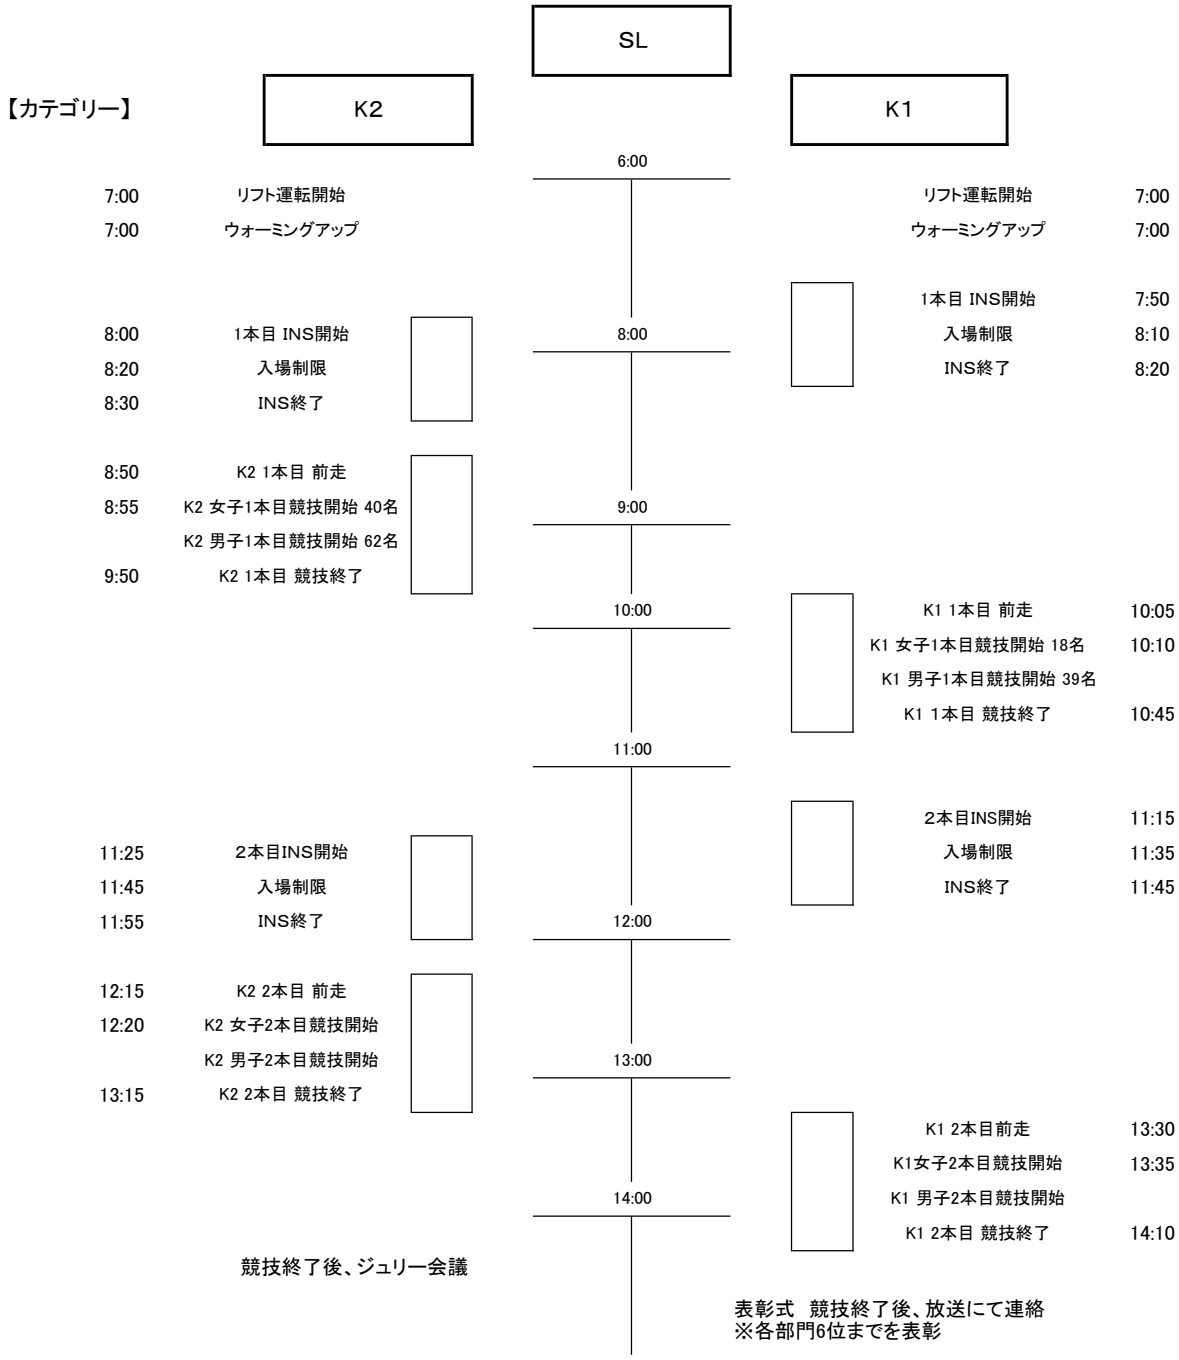 SL
【カテゴリー】
K2
K1
6:00
7:00 リフト運転開始
リフト運転開始 7:00
7:00 ウォーミングアップ
ウォーミングアップ 7:00
1本目 INS開始 7:50
8:00 1本目 INS開始
8:00
入場制限 8:10
8:20 入場制限
INS終了 8:20
8:30 INS終了
8:50 K2 1本目 前走
8:55 K2 女子1本目競技開始 40名
9:00
K2 男子1本目競技開始 62名
9:50 K2 1本目 競技終了
10:00
K1 1本目 前走 10:05
K1 女子1本目競技開始 18名 10:10
K1 男子1本目競技開始 39名
K1 1本目 競技終了 10:45
11:00
2本目INS開始 11:15
11:25 2本目INS開始
入場制限 11:35
11:45 入場制限
INS終了 11:45
11:55 INS終了
12:00
12:15 K2 2本目 前走
12:20 K2 女子2本目競技開始
K2 男子2本目競技開始
13:00
13:15 K2 2本目 競技終了
K1 2本目前走 13:30
K1女子2本目競技開始 13:35
14:00
K1 男子2本目競技開始
K1 2本目 競技終了 14:10
競技終了後、ジュリー会議
表彰式　競技終了後、放送にて連絡
※各部門6位までを表彰